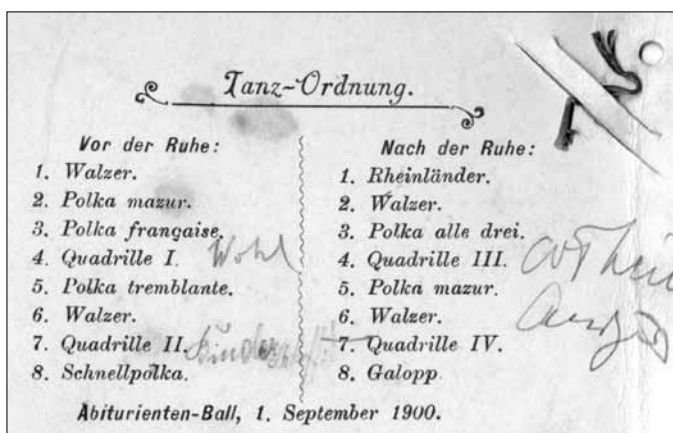 Tanz-Ordnung.
Vor der Ruhe:
1. Walzer.
2. Polka mazur.
3. Polka française.
4. Quadrille I. Wohl
5. Polka tremblante.
6. Walzer.
7. Quadrille II.
8. Schnellpolka.
Nach der Ruhe:
1. Rheinländer.
2. Walzer.
3. Polka alle drei.
4. Quadrille III.
5. Polka mazur.
6. Walzer.
7. Quadrille IV.
8. Galopp.
Abiturienten-Ball, 1. September 1900.